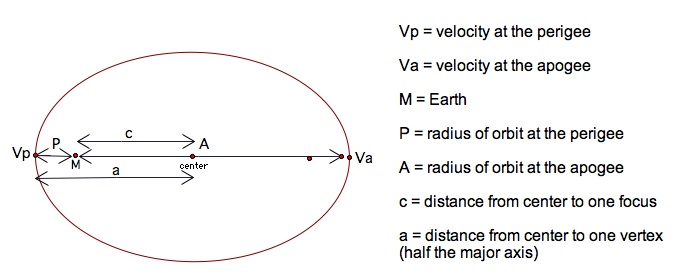 Vp = velocity at the perigee
Va = velocity at the apogee
M = Earth
P = radius of orbit at the perigee
A = radius of orbit at the apogee
c = distance from center to one focus
a = distance from center to one vertex
(half the major axis)
c
P
A
Vp
M
center
Va
a